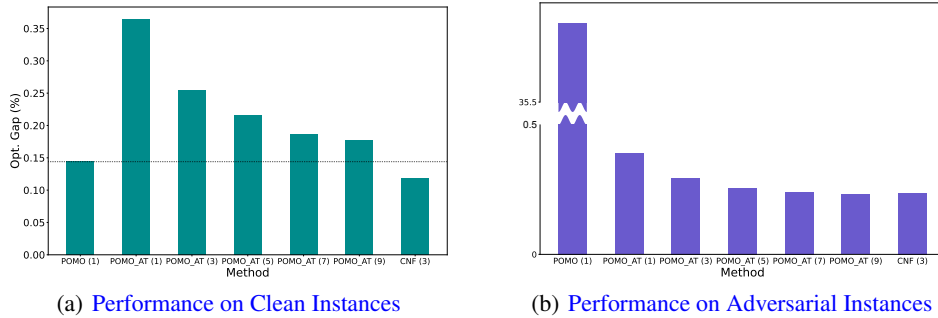 0.35
0.30
0.25
0.20
0.15
0.10
0.05
0.00
Opt. Gap (%)
POMO (1) POMO_AT (1) POMO_AT (3) POMO_AT (5) POMO_AT (7) POMO_AT (9) CNF (3)
Method
(a) Performance on Clean Instances
35.5
0.5
0
POMO (1) POMO_AT (1) POMO_AT (3) POMO_AT (5) POMO_AT (7) POMO_AT (9) CNF (3)
Method
(b) Performance on Adversarial Instances